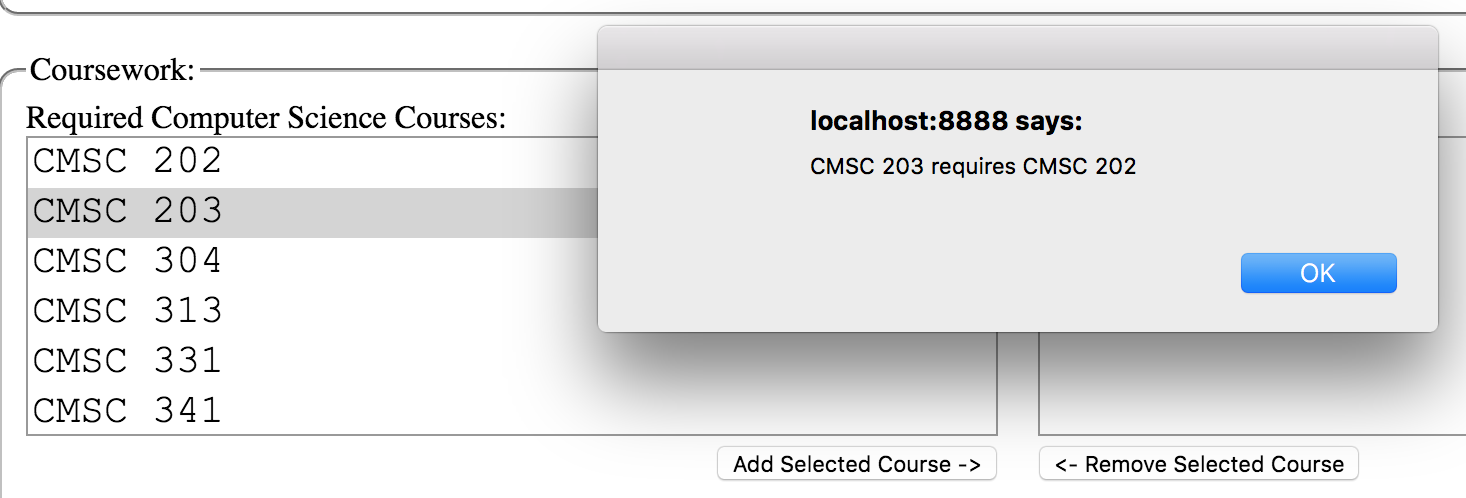 Coursework:
Required Computer Science Courses:
CMSC 202
CMSC 203
CMSC 304
CMSC 313
CMSC 331
CMSC 341
localhost:8888 says:
CMSC 203 requires CMSC 202
OK
Add Selected Course ->
<- Remove Selected Course